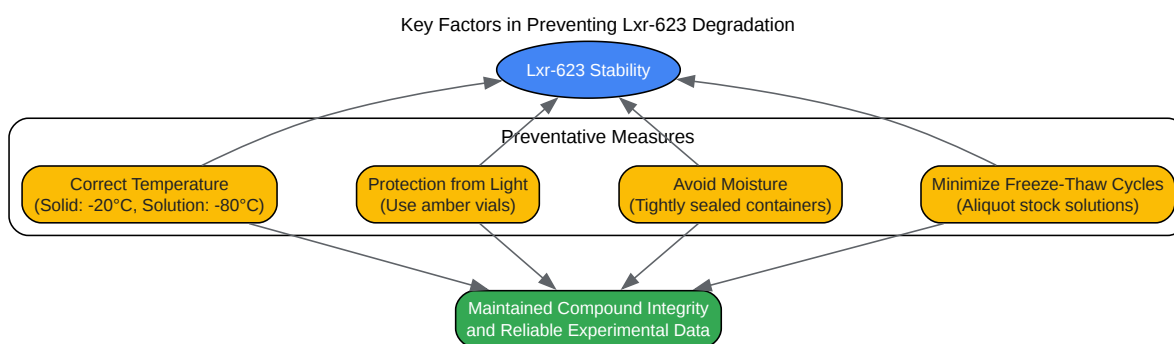 Key Factors in Preventing Lxr-623 Degradation
Lxr-623 Stability
Preventative Measures
Correct Temperature
(Solid: -20°C, Solution: -80°C)
Protection from Light
(Use amber vials)
Avoid Moisture
(Tightly sealed containers)
Minimize Freeze-Thaw Cycles
(Aliquot stock solutions)
Maintained Compound Integrity
and Reliable Experimental Data